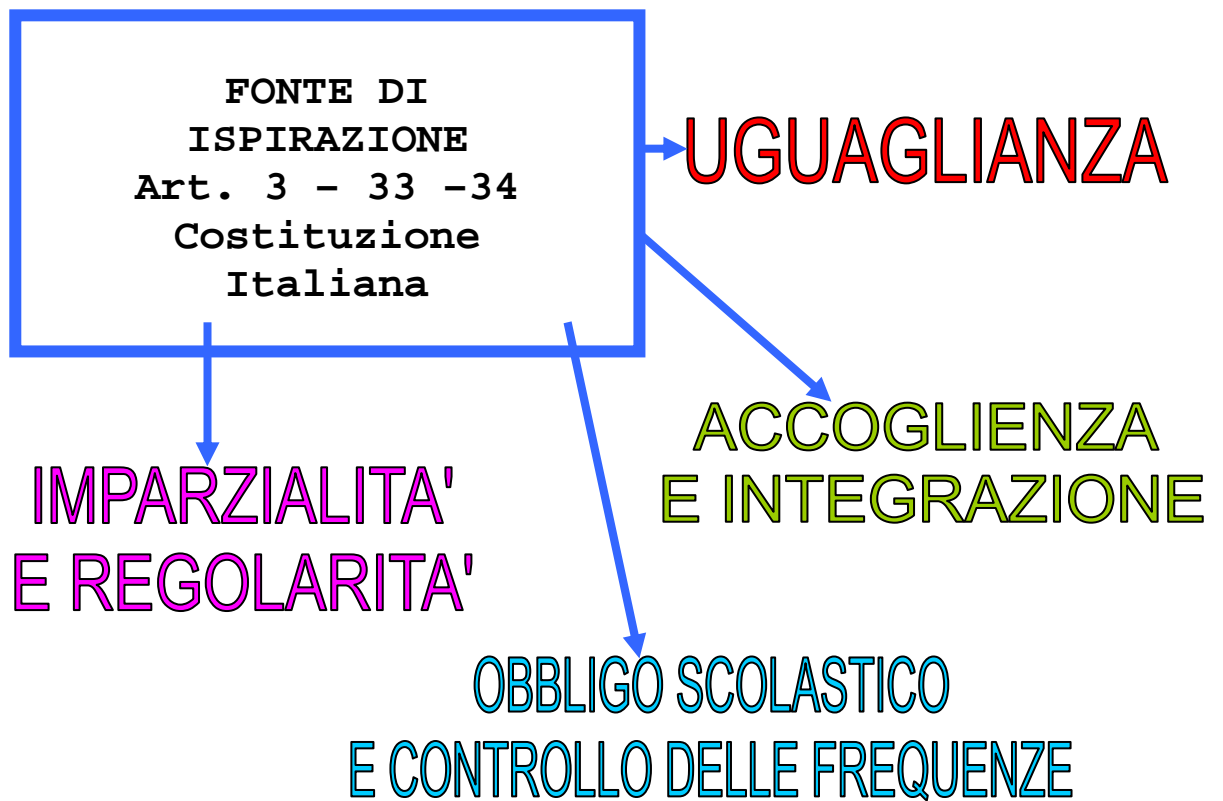 FONTE DI
ISPIRAZIONE
Art. 3 – 33 –34
Costituzione
Italiana
UGUAGLIANZA
ACCOGLIENZA
E INTEGRAZIONE
IMPARZIALITA'
E REGOLARITA'
OBBLIGO SCOLASTICO
E CONTROLLO DELLE FREQUENZE